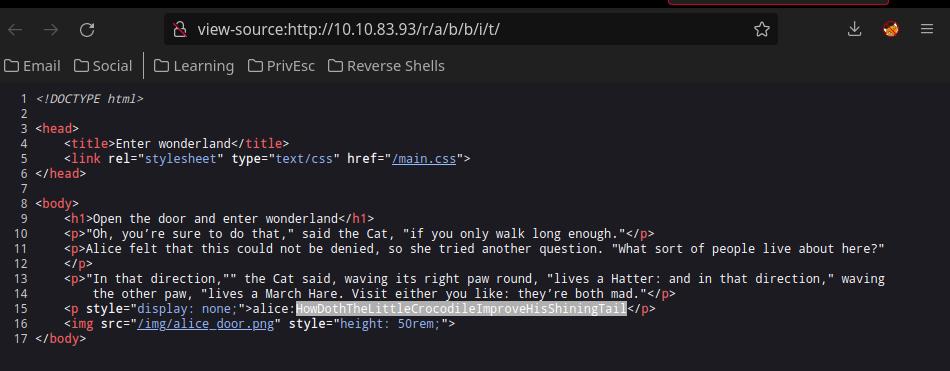 view-source:http://10.10.83.93/r/a/b/b/i/t/
Email Social Learning PrivEsc Reverse Shells
1 <!DOCTYPE html>
2
3 <head>
4 <title>Enter wonderland</title>
5 <link rel="stylesheet" type="text/css" href="/main.css">
6 </head>
7
8 <body>
9 <h1>Open the door and enter wonderland</h1>
10 <p>"Oh, you’re sure to do that," said the Cat, "if you only walk long enough."</p>
11 <p>Alice felt that this could not be denied, so she tried another question. "What sort of people live about here?"
12 </p>
13 <p>"In that direction,"" the Cat said, waving its right paw round, "lives a Hatter: and in that direction," waving
14 the other paw, "lives a March Hare. Visit either you like: they’re both mad."</p>
15 <p style="display: none;">alice:HowDothTheLittleCrocodileImproveHisShiningTail</p>
16 <img src="/img/alice_door.png" style="height: 50rem;">
17 </body>